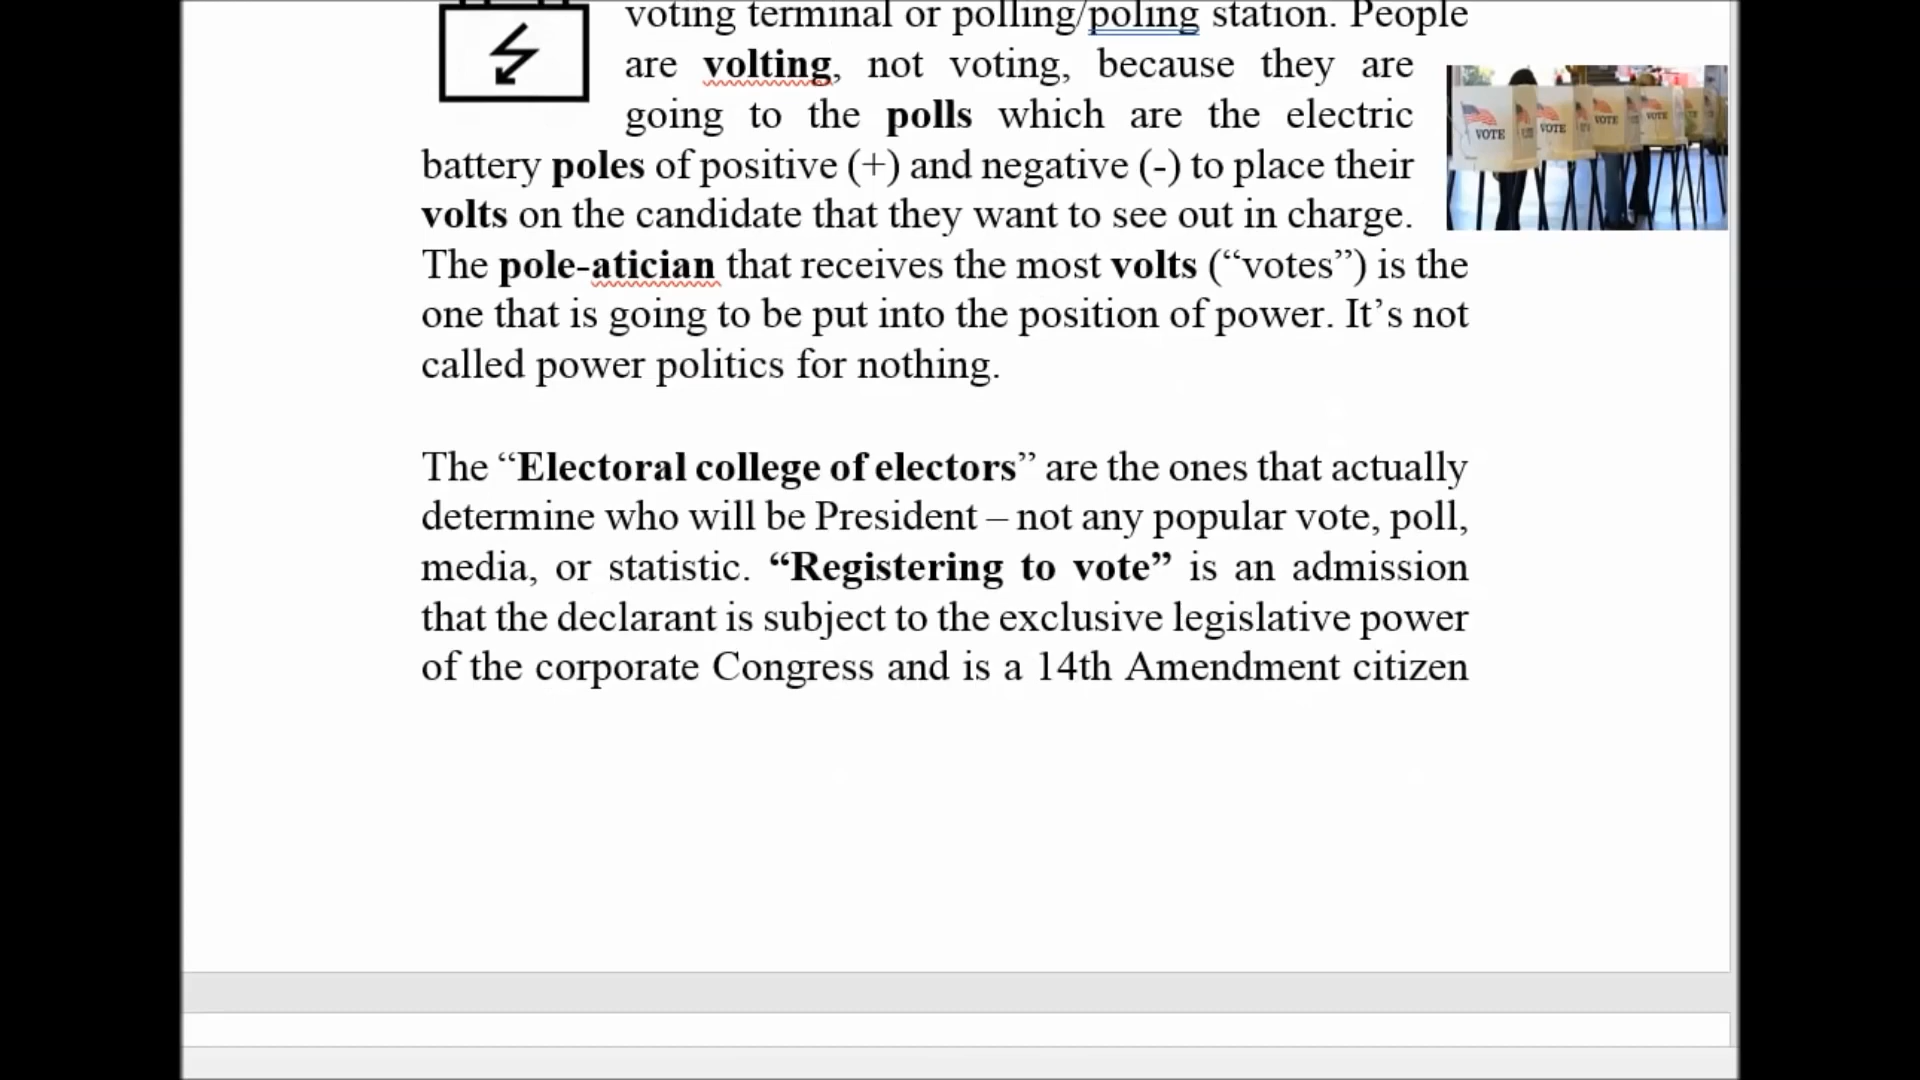 voting terminal or polling/poling station. People
are volting, not voting, because they are
going to the polls which are the electric
battery poles of positive (+) and negative (-) to place their
volts on the candidate that they want to see out in charge.
The pole-atician that receives the most volts (“votes”) is the
one that is going to be put into the position of power. It’s not
called power politics for nothing.
The “Electoral college of electors” are the ones that actually
determine who will be President – not any popular vote, poll,
media, or statistic. “Registering to vote” is an admission
that the declarant is subject to the exclusive legislative power
of the corporate Congress and is a 14th Amendment citizen
VOTE
VOTE
VOTE
VOTE